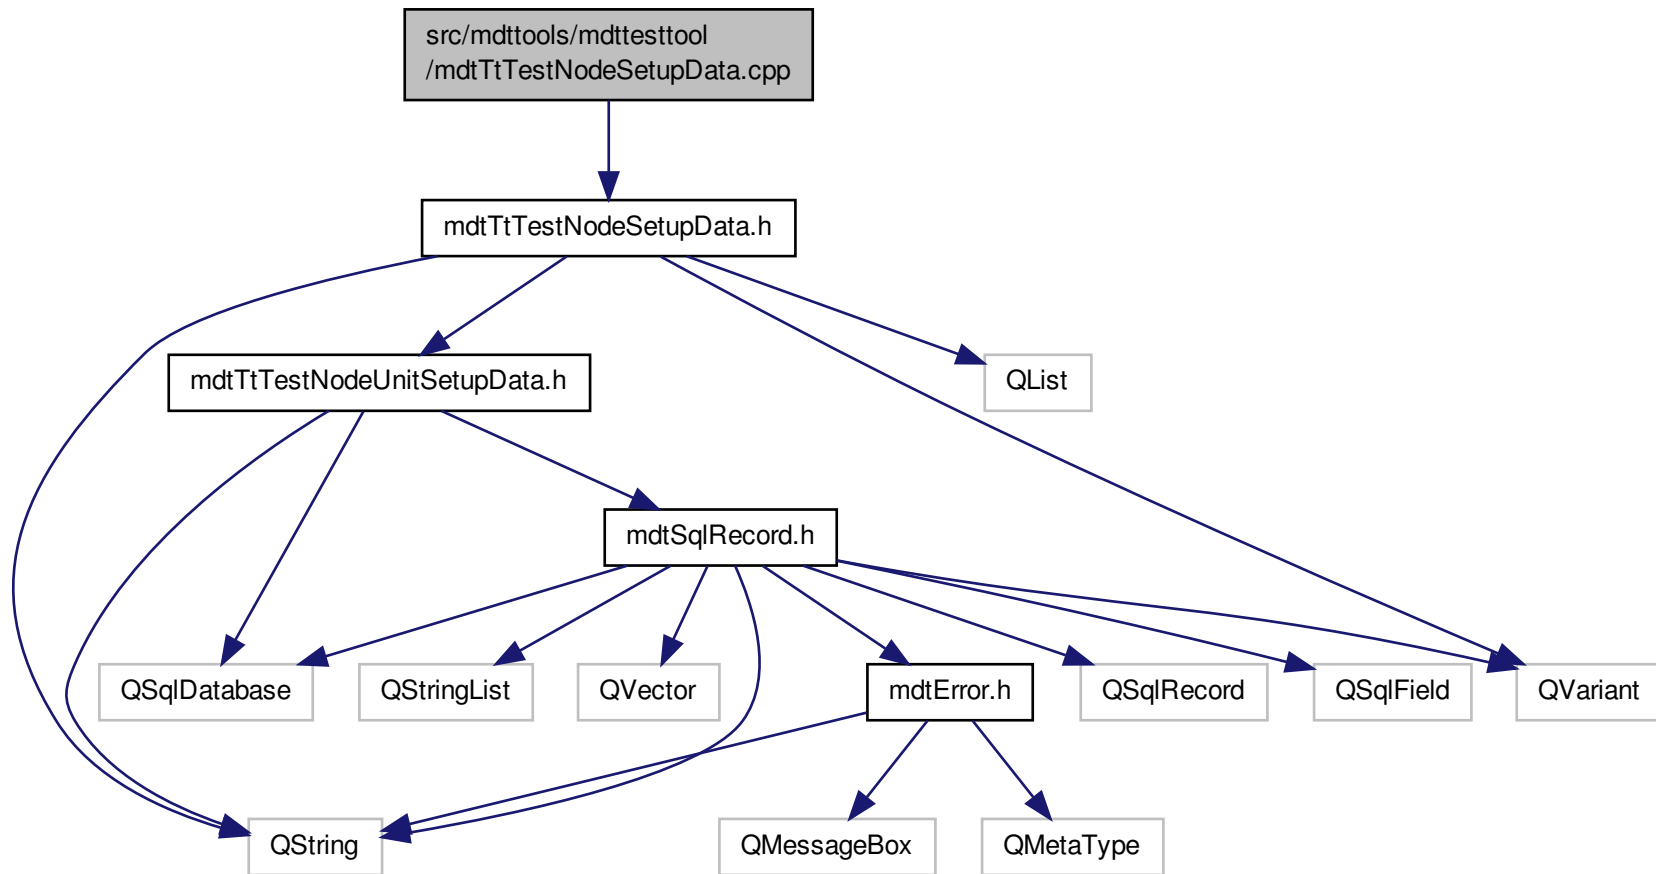 src/mdttools/mdttesttool
/mdtTtTestNodeSetupData.cpp
mdtTtTestNodeSetupData.h
mdtTtTestNodeUnitSetupData.h
QList
mdtSqlRecord.h
QSqlDatabase
QStringList
QVector
mdtError.h
QSqlRecord
QSqlField
QVariant
QString
QMessageBox
QMetaType